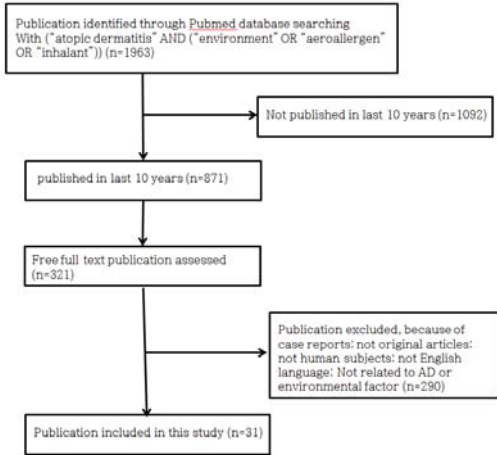 Publication identified through Pubmed database searching
With (“atopic dermatitis” AND (“environment” OR “aeroallergen”
OR “inhalant”)) (n=1963)
Not published in last 10 years (n=1092)
published in last 10 years (n=871)
Free full text publication assessed
(n=321)
Publication excluded, because of
case reports; not original articles;
not human subjects; not English
language; Not related to AD or
environmental factor (n=290)
Publication included in this study (n=31)